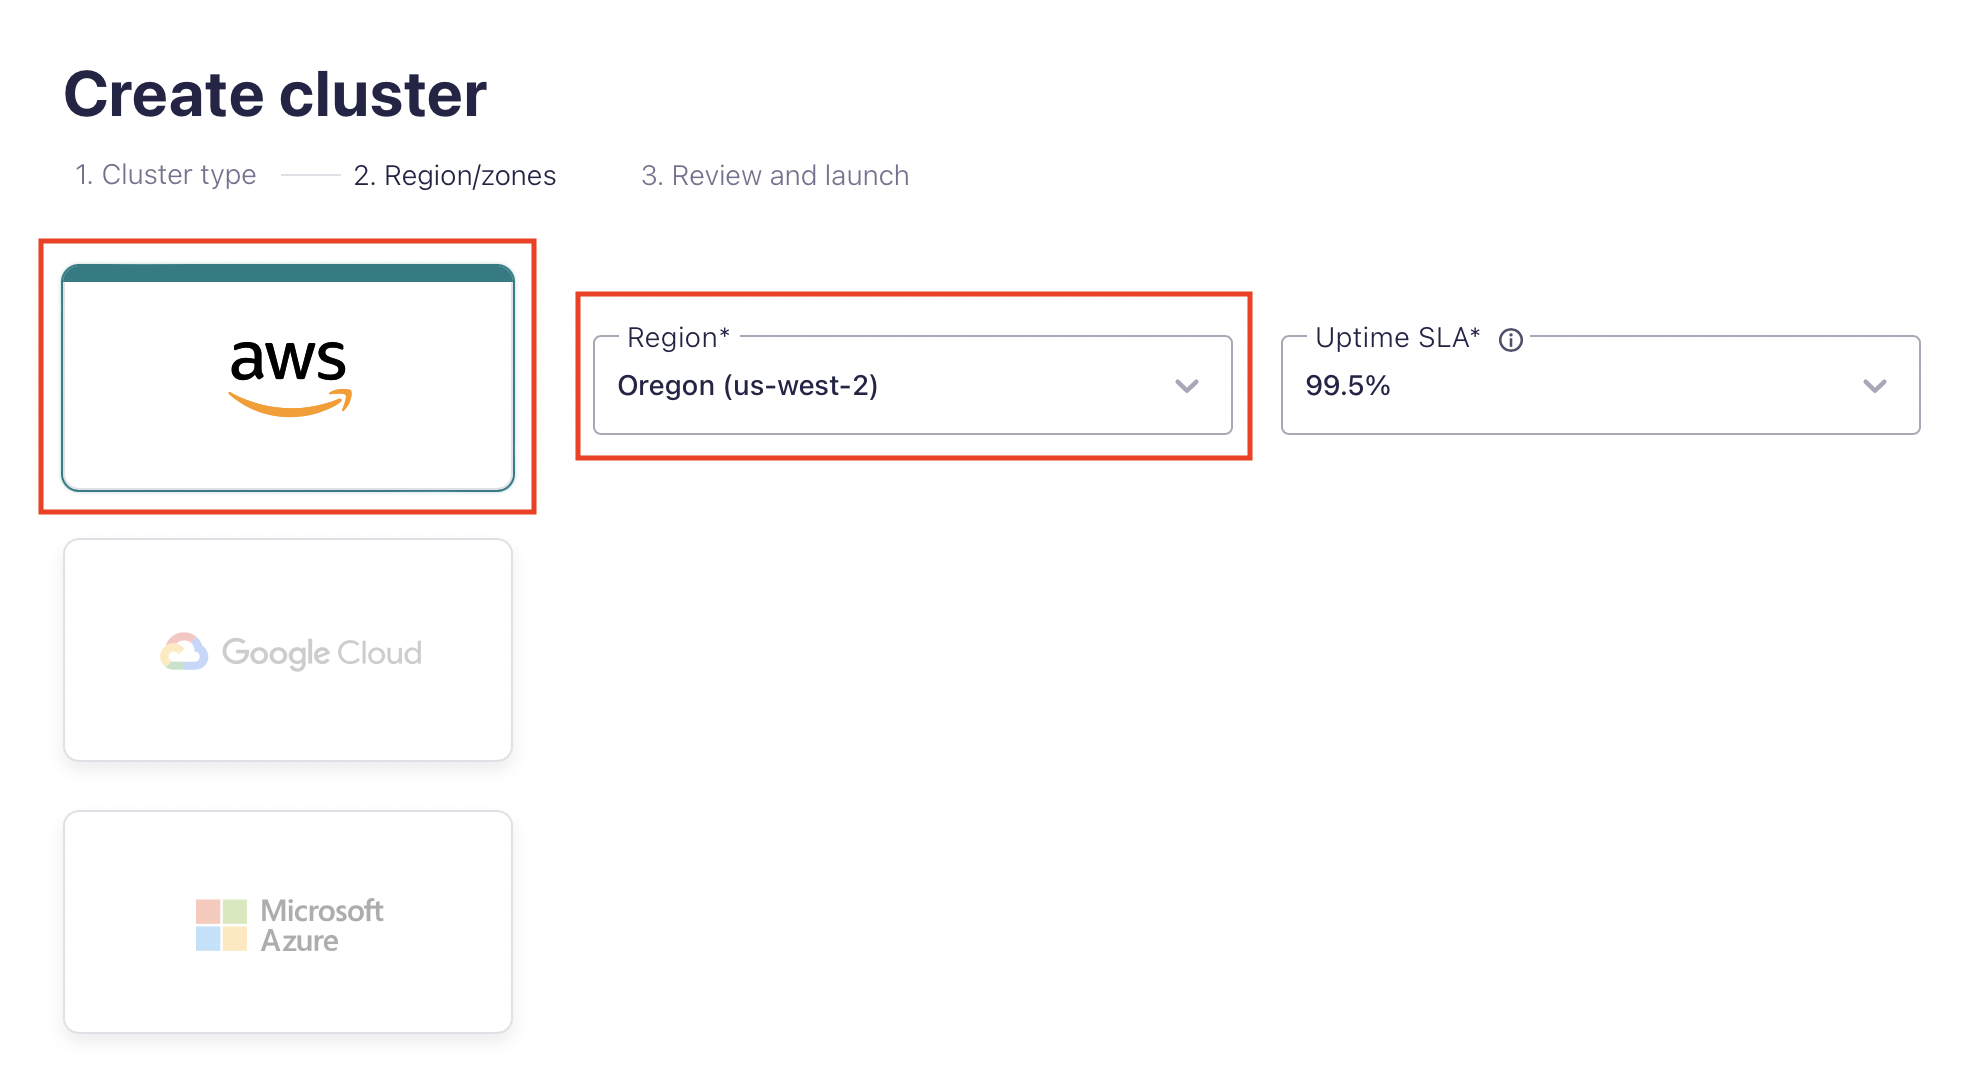 Create cluster
1. Cluster type 2. Region/zones 3. Review and launch
aws
Region*
Oregon (us-west-2)
Uptime SLA*
99.5%
Google Cloud
Microsoft
Azure